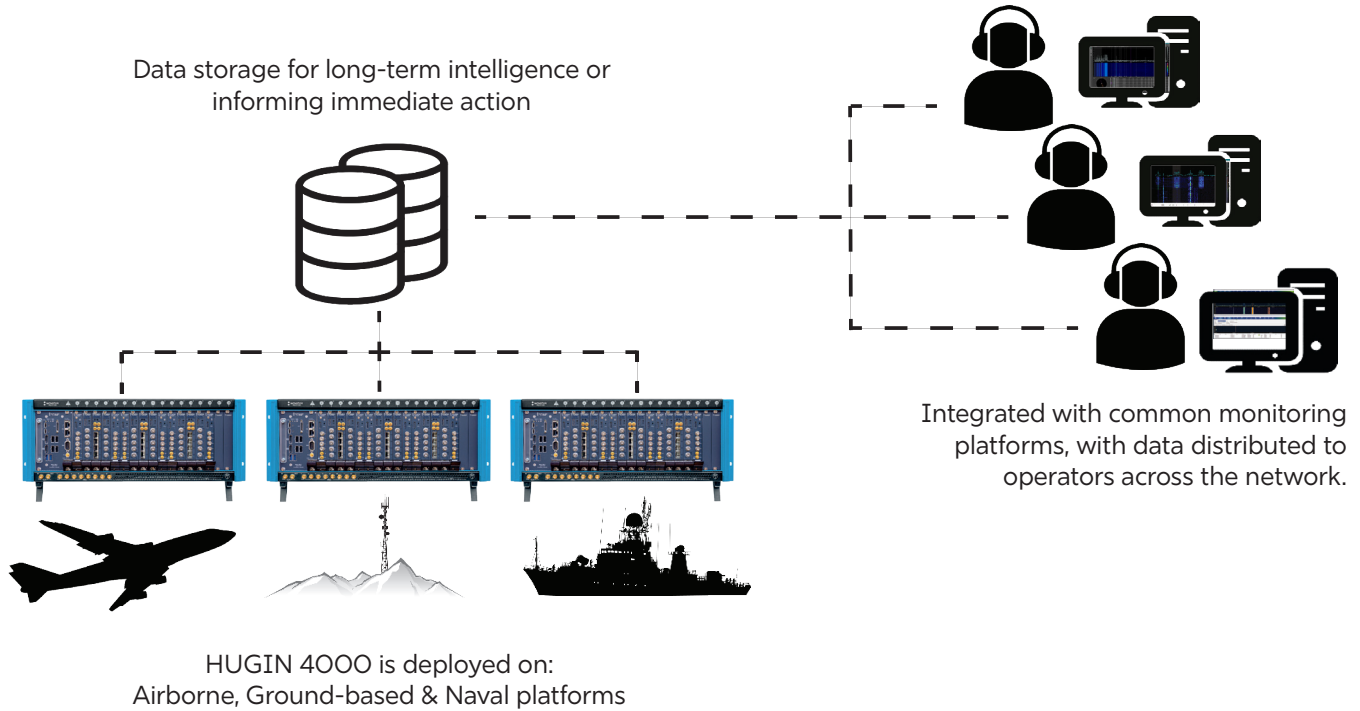 Data storage for long-term intelligence or
informing immediate action
Integrated with common monitoring
platforms, with data distributed to
operators across the network.
HUGIN 4000 is deployed on:
Airborne, Ground-based & Naval platforms